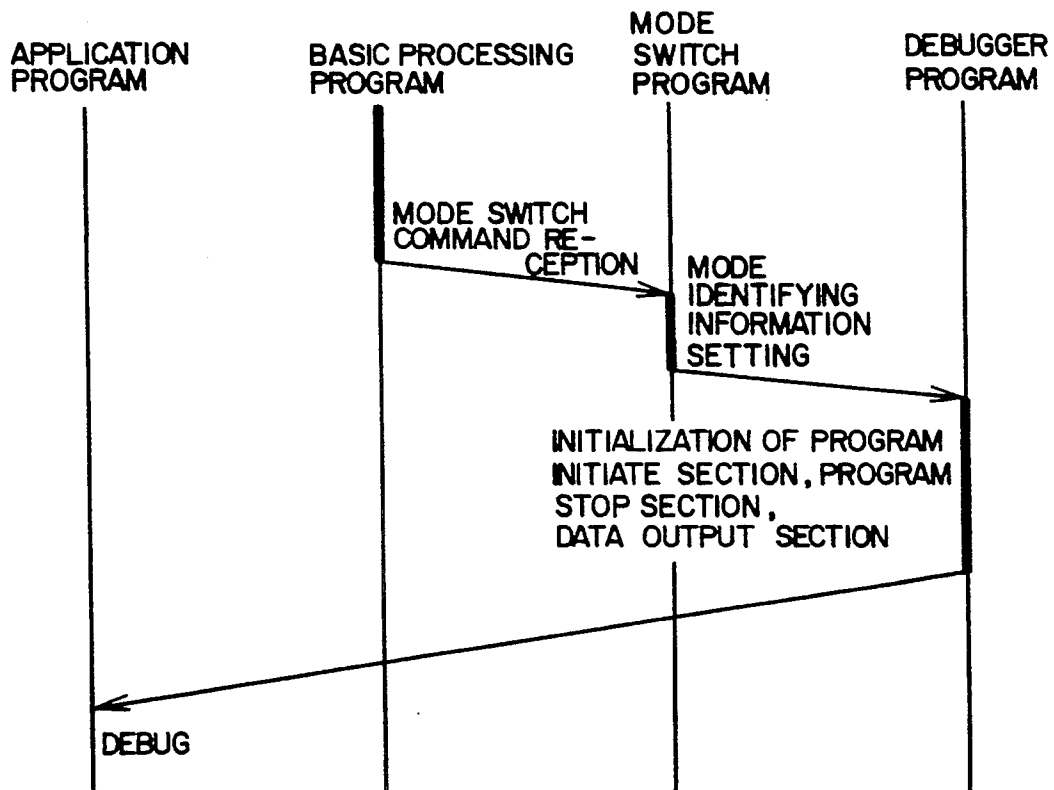 APPLICATION
PROGRAM
BASIC PROCESSING
PROGRAM
MODE
SWITCH
PROGRAM
DEBUGGER
PROGRAM
MODE SWITCH
COMMAND RE-
CEPTION
MODE
IDENTIFYING
INFORMATION
SETTING
INITIALIZATION OF PROGRAM
INITIATE SECTION, PROGRAM
STOP SECTION,
DATA OUTPUT SECTION
DEBUG